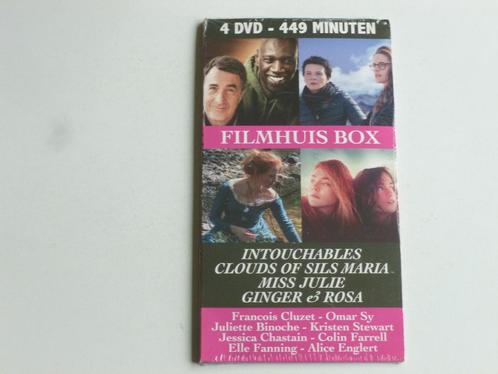 4 DVD - 449 MINUTEN
FILMHUIS BOX
INTOUCHABLES
CLOUDS OF SILS MARIA
MISS JULIE
GINGER & ROSA
Francois Cluzet - Omar Sy
Juliette Binoche - Kristen Stewart
Jessica Chastain - Colin Farrell
Elle Fanning - Alice Englert